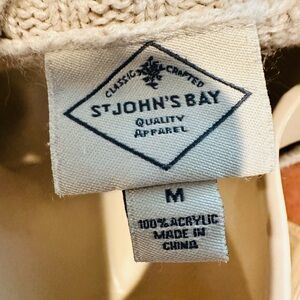 CLASSIC CRAFTED
ST JOHN'S BAY
QUALITY
APPAREL
M
100% ACRYLIC
MADE IN
CHINA